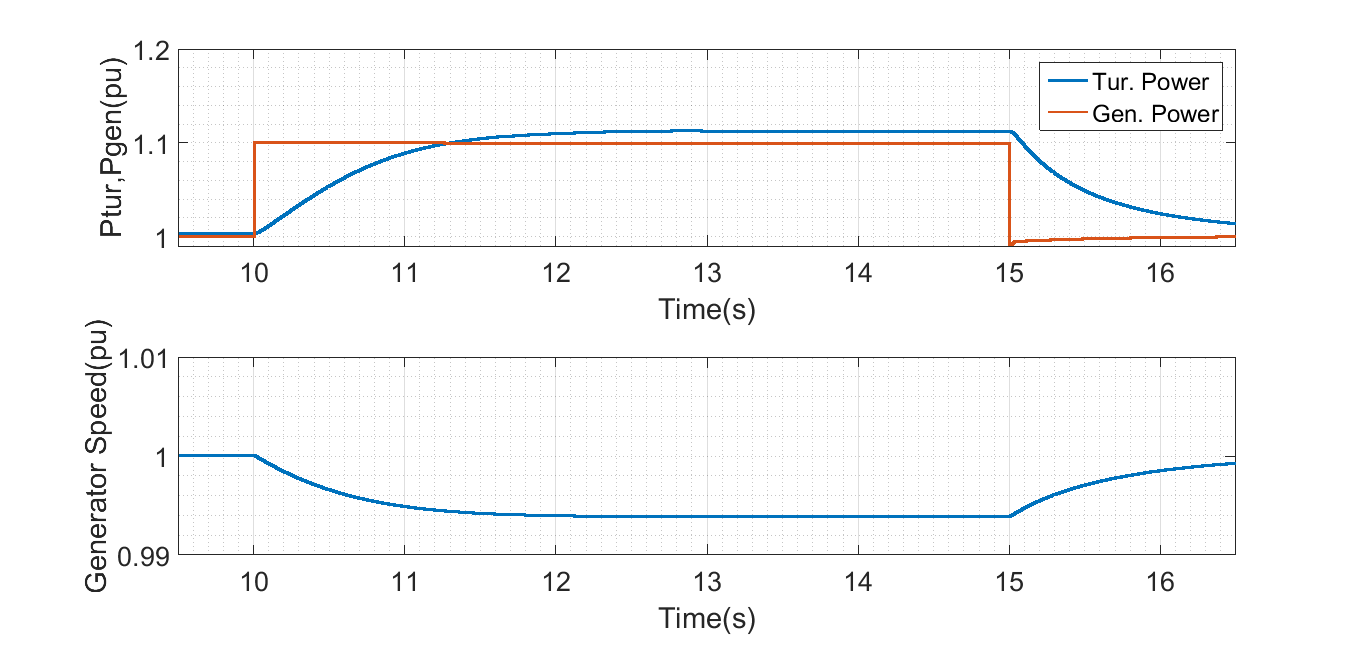 Ptur,Pgen(pu)
1.2
1.1
1
Tur. Power
Gen. Power
10 11 12 13 14 15 16
Time(s)
Generator Speed(pu)
1.01
1
0.99
10 11 12 13 14 15 16
Time(s)